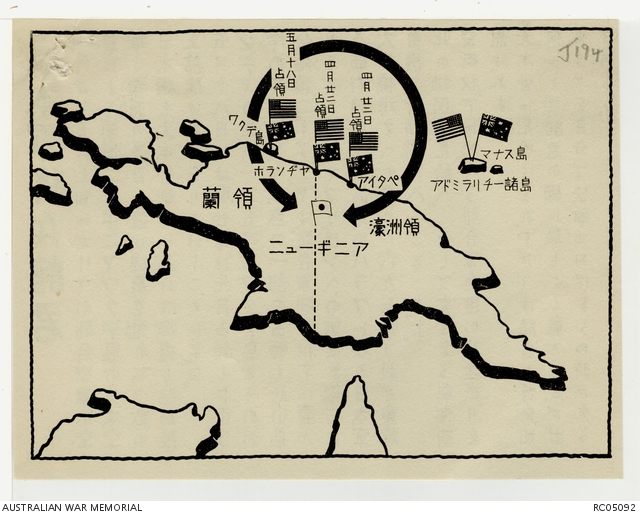 J194
五月十八日
占領
四月廿二日
占領
四月廿二日
占領
ワクデ島
ホランヂヤ
アイタペ
マナス島
アドミラリチー諸島
蘭領
濠洲領
ニューギニア
AUSTRALIAN WAR MEMORIAL
RC05092